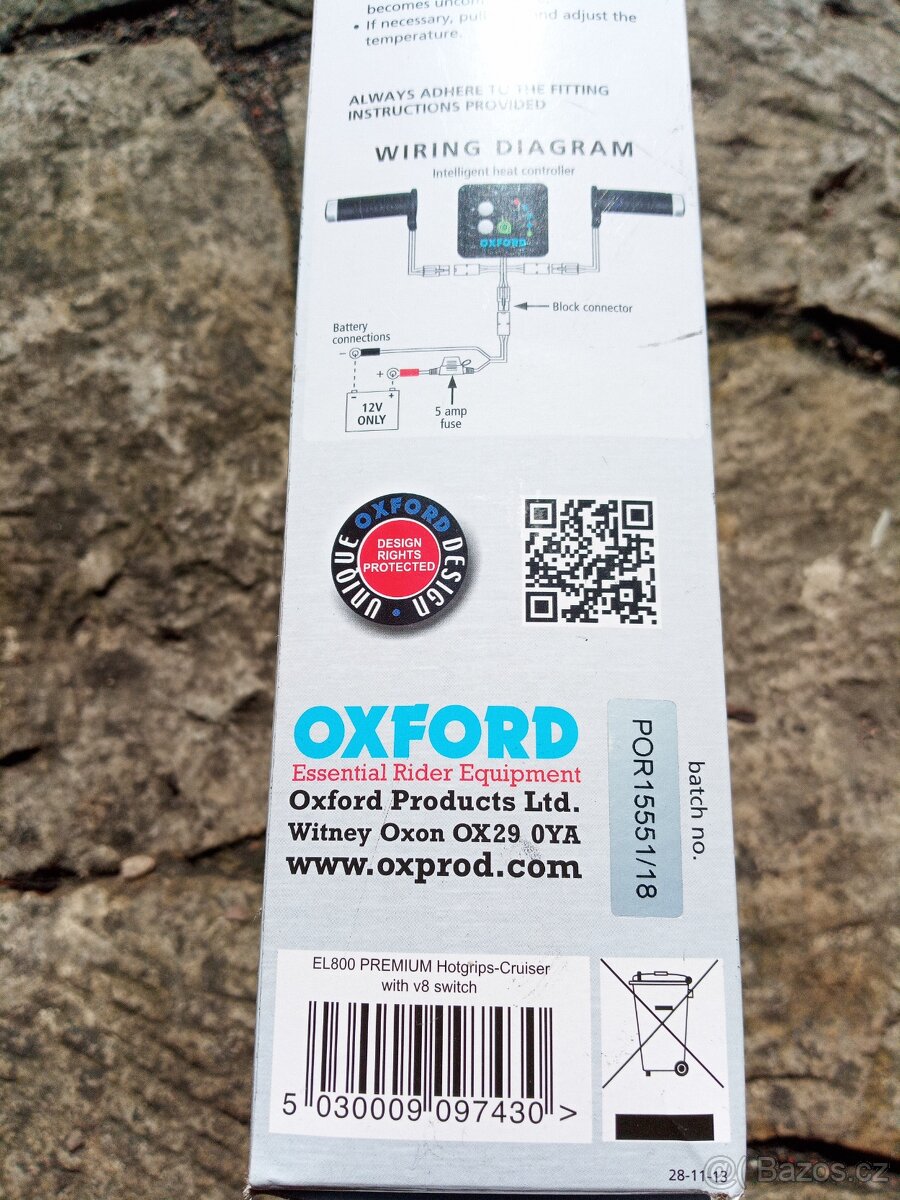 becomes
• If necessary, and adjust the
temperature.
ALWAYS ADHERE TO THE FITTING
INSTRUCTIONS PROVIDED
WIRING DIAGRAM
Intelligent heat controller
OXFORD
Block connector
Battery
connections
–
+
– +
12V
ONLY
5 amp
fuse
UNIQUE OXFORD DESIGN
DESIGN
RIGHTS
PROTECTED
OXFORD
Essential Rider Equipment
Oxford Products Ltd.
Witney Oxon OX29 0YA
www.oxprod.com
POR15551/18
batch no.
EL800 PREMIUM Hotgrips-Cruiser
with v8 switch
5 030009 097430 >
28-11-13
Bazos.cz